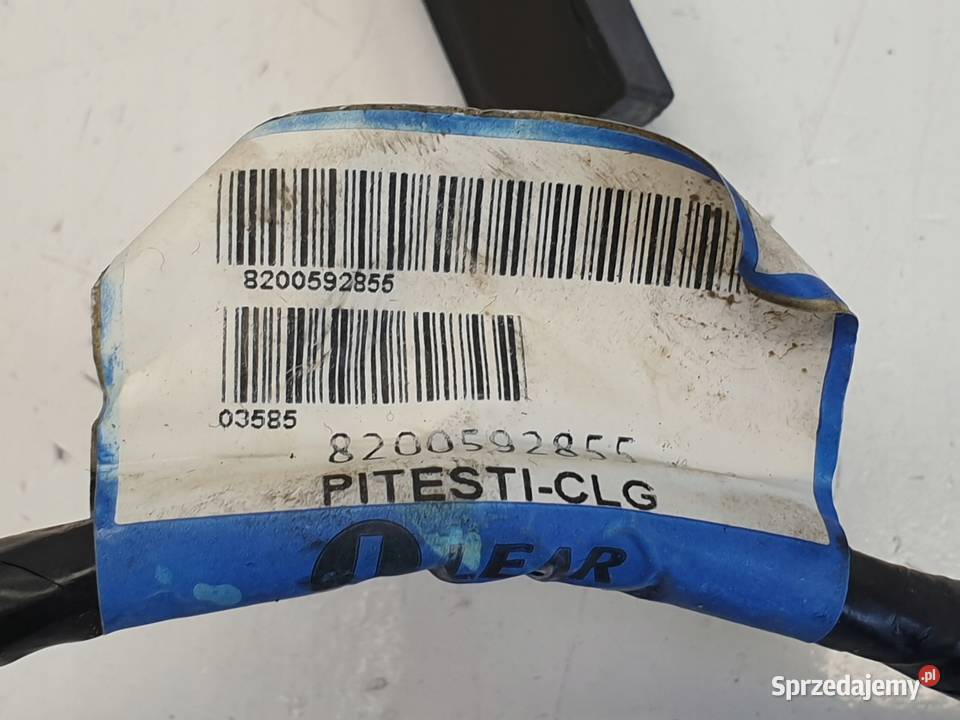 8200592855
03585
8200592855
PITESTI-CLG
LEAR
Sprzedajemy.pl